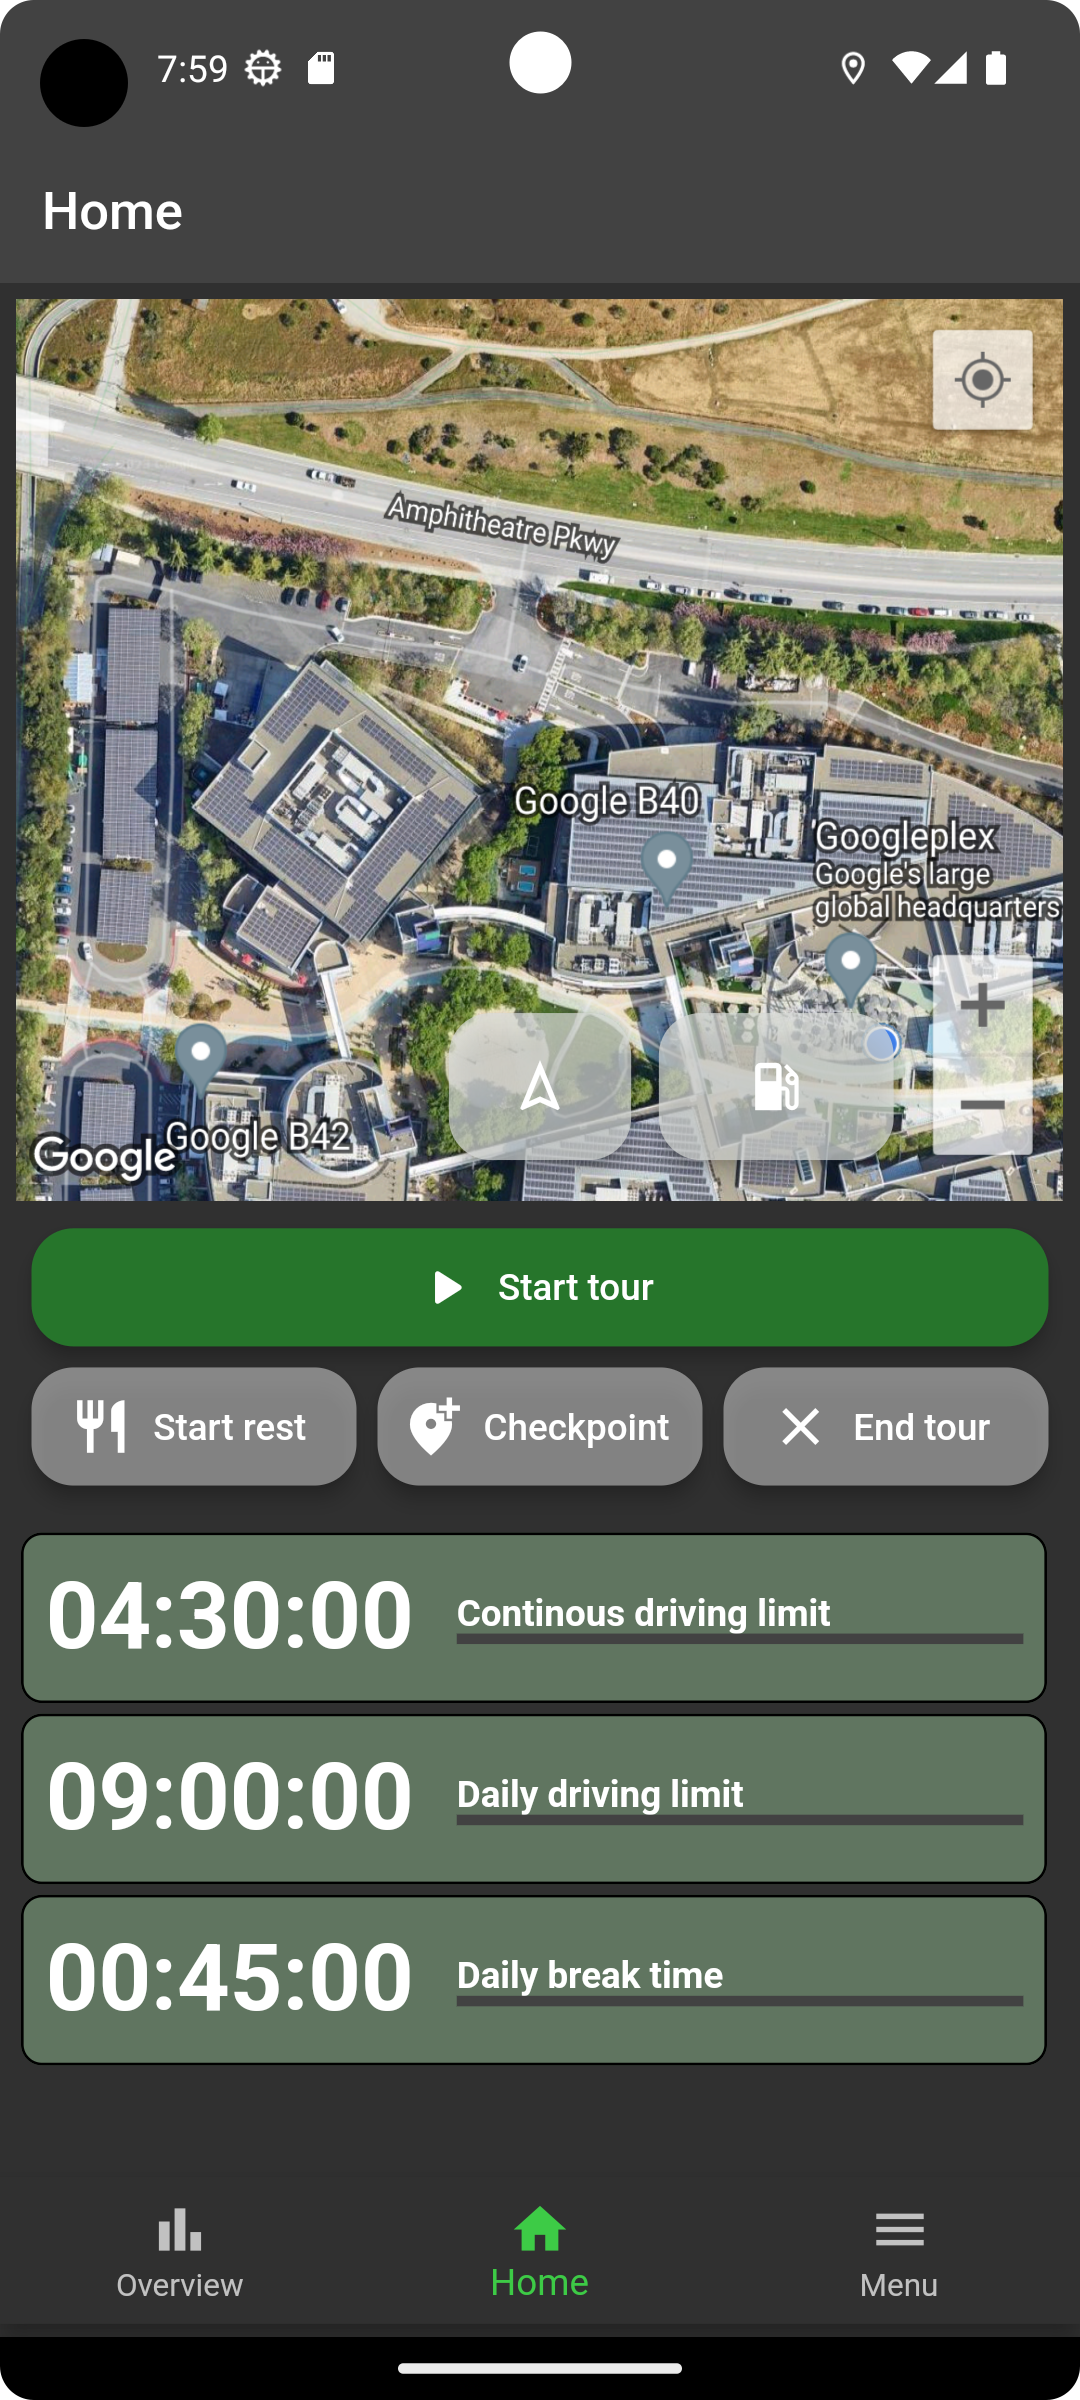 7:59
Home
Amphitheatre Pkwy
Google B40
Googleplex
Google's large
global headquarters
Google B42
Google
Start tour
Start rest
Checkpoint
End tour
04:30:00
Continous driving limit
09:00:00
Daily driving limit
00:45:00
Daily break time
Overview
Home
Menu